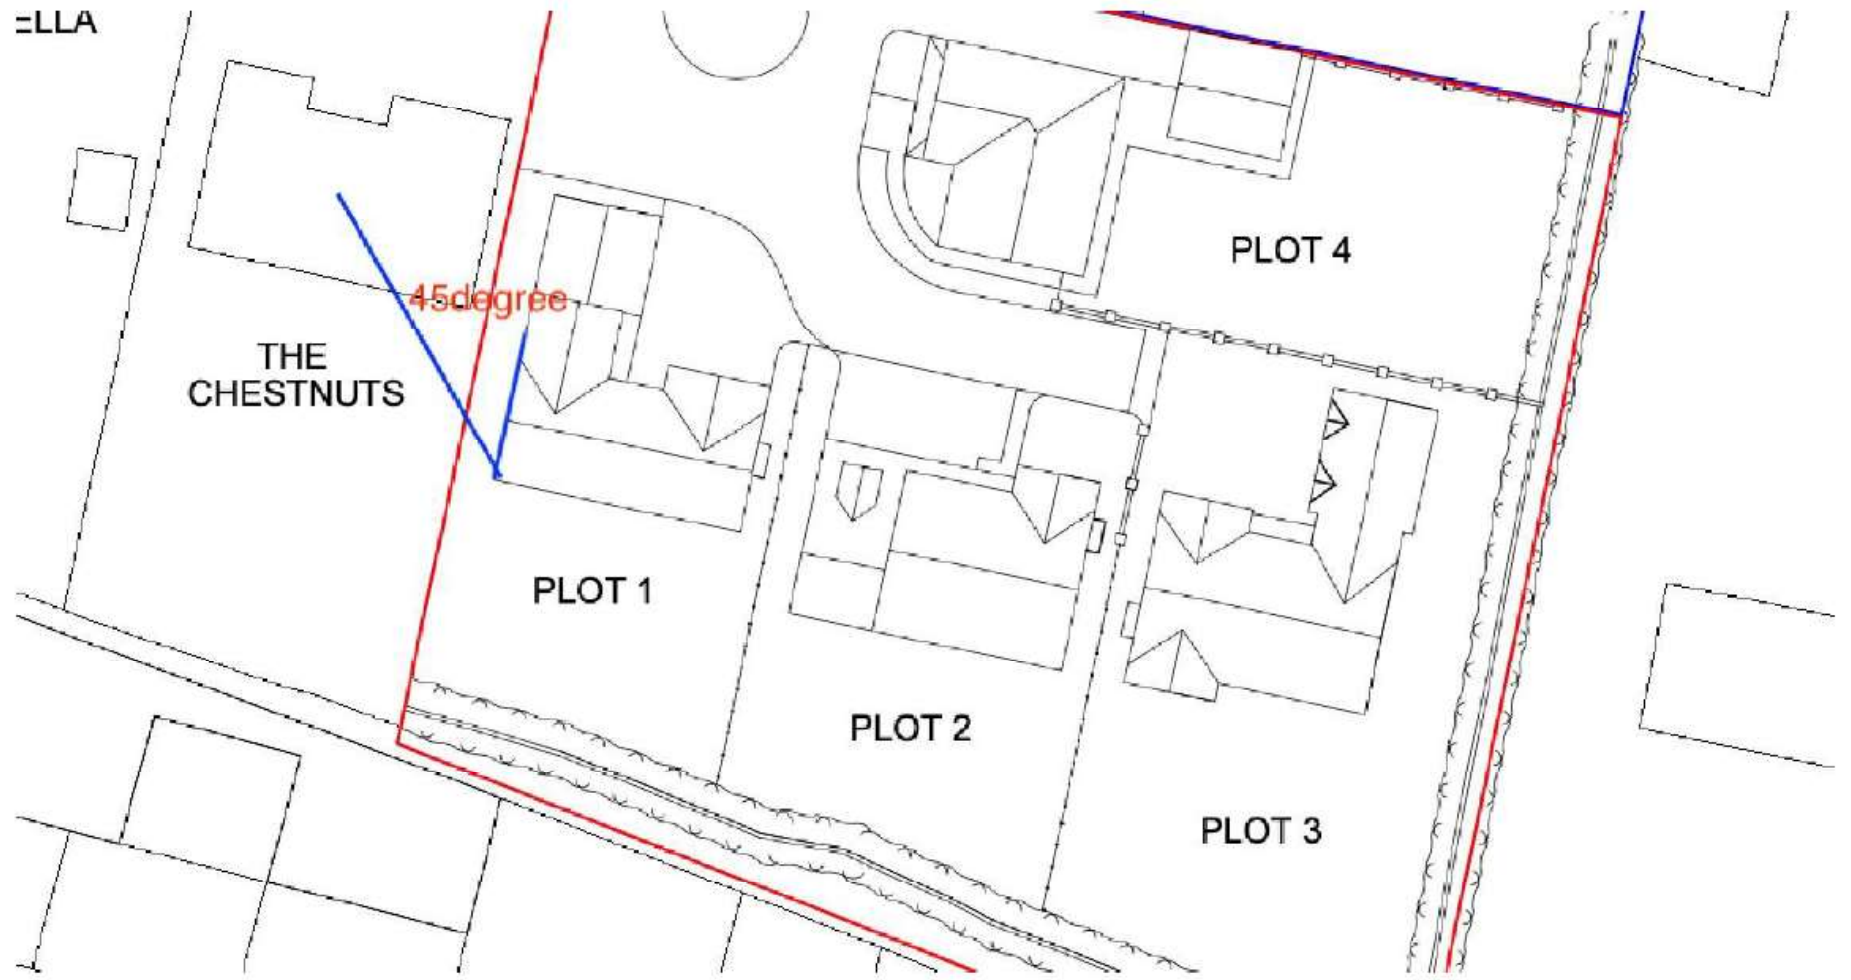 ELLA
PLOT 4
45degree
THE
CHESTNUTS
PLOT 1
PLOT 2
PLOT 3